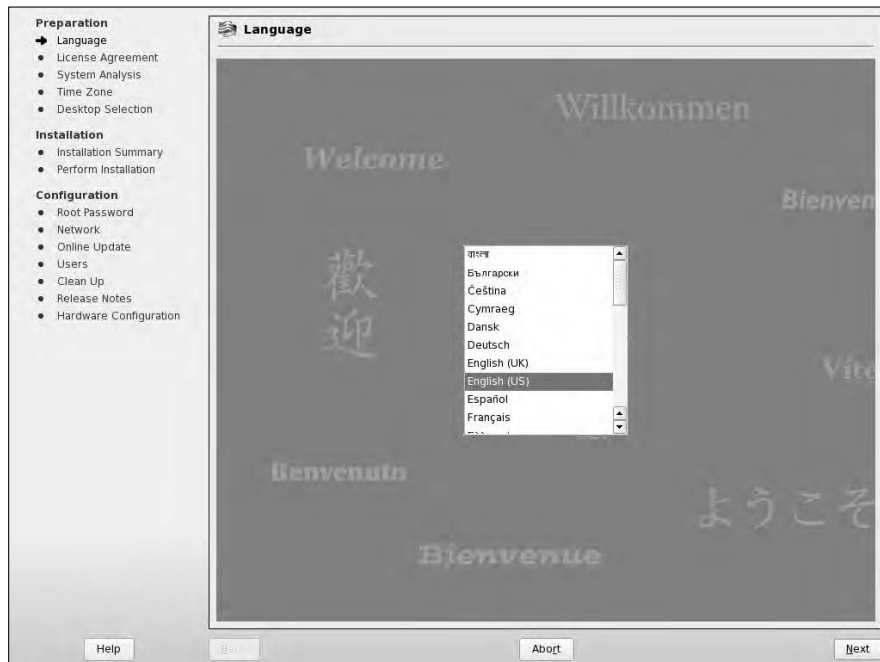 Preparation
Language
License Agreement
System Analysis
Time Zone
Desktop Selection
Installation
Installation Summary
Perform Installation
Configuration
Root Password
Network
Online Update
Users
Clean Up
Release Notes
Hardware Configuration
Language
Willkommen
Welcome
Bienven
歡
迎
বাংলা
Български
Čeština
Cymraeg
Dansk
Deutsch
English (UK)
English (US)
Español
Français
Víte
Benvenuto
ようこそ
Bienvenue
Help
Back
Abort
Next